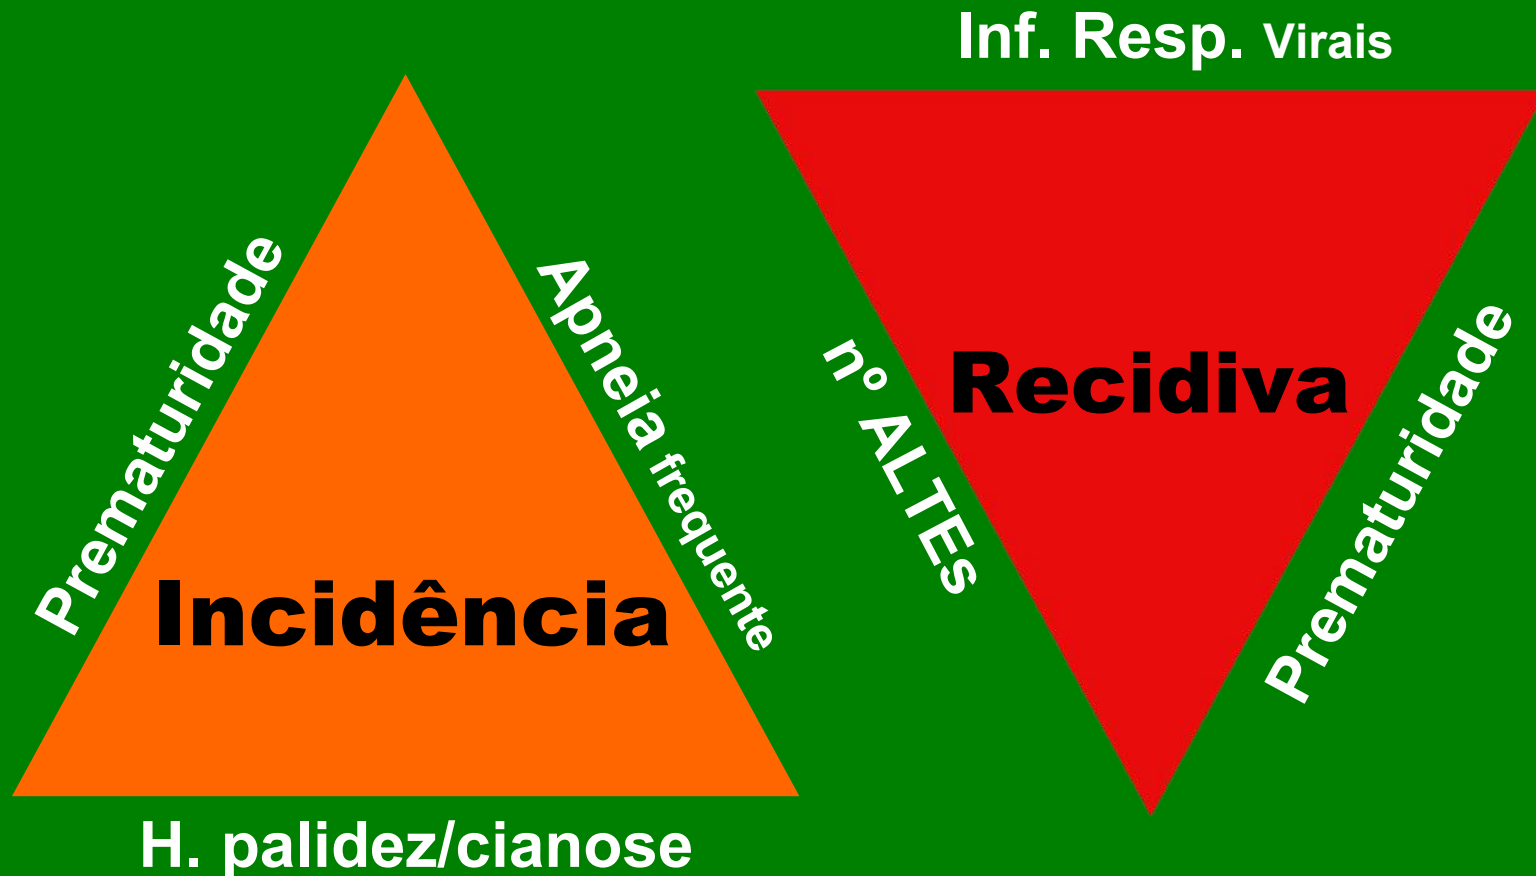 Prematuridade
Apneia frequente
Incidência
H. palidez/cianose
Inf. Resp. Virais
nº ALTEs
Recidiva
Prematuridade